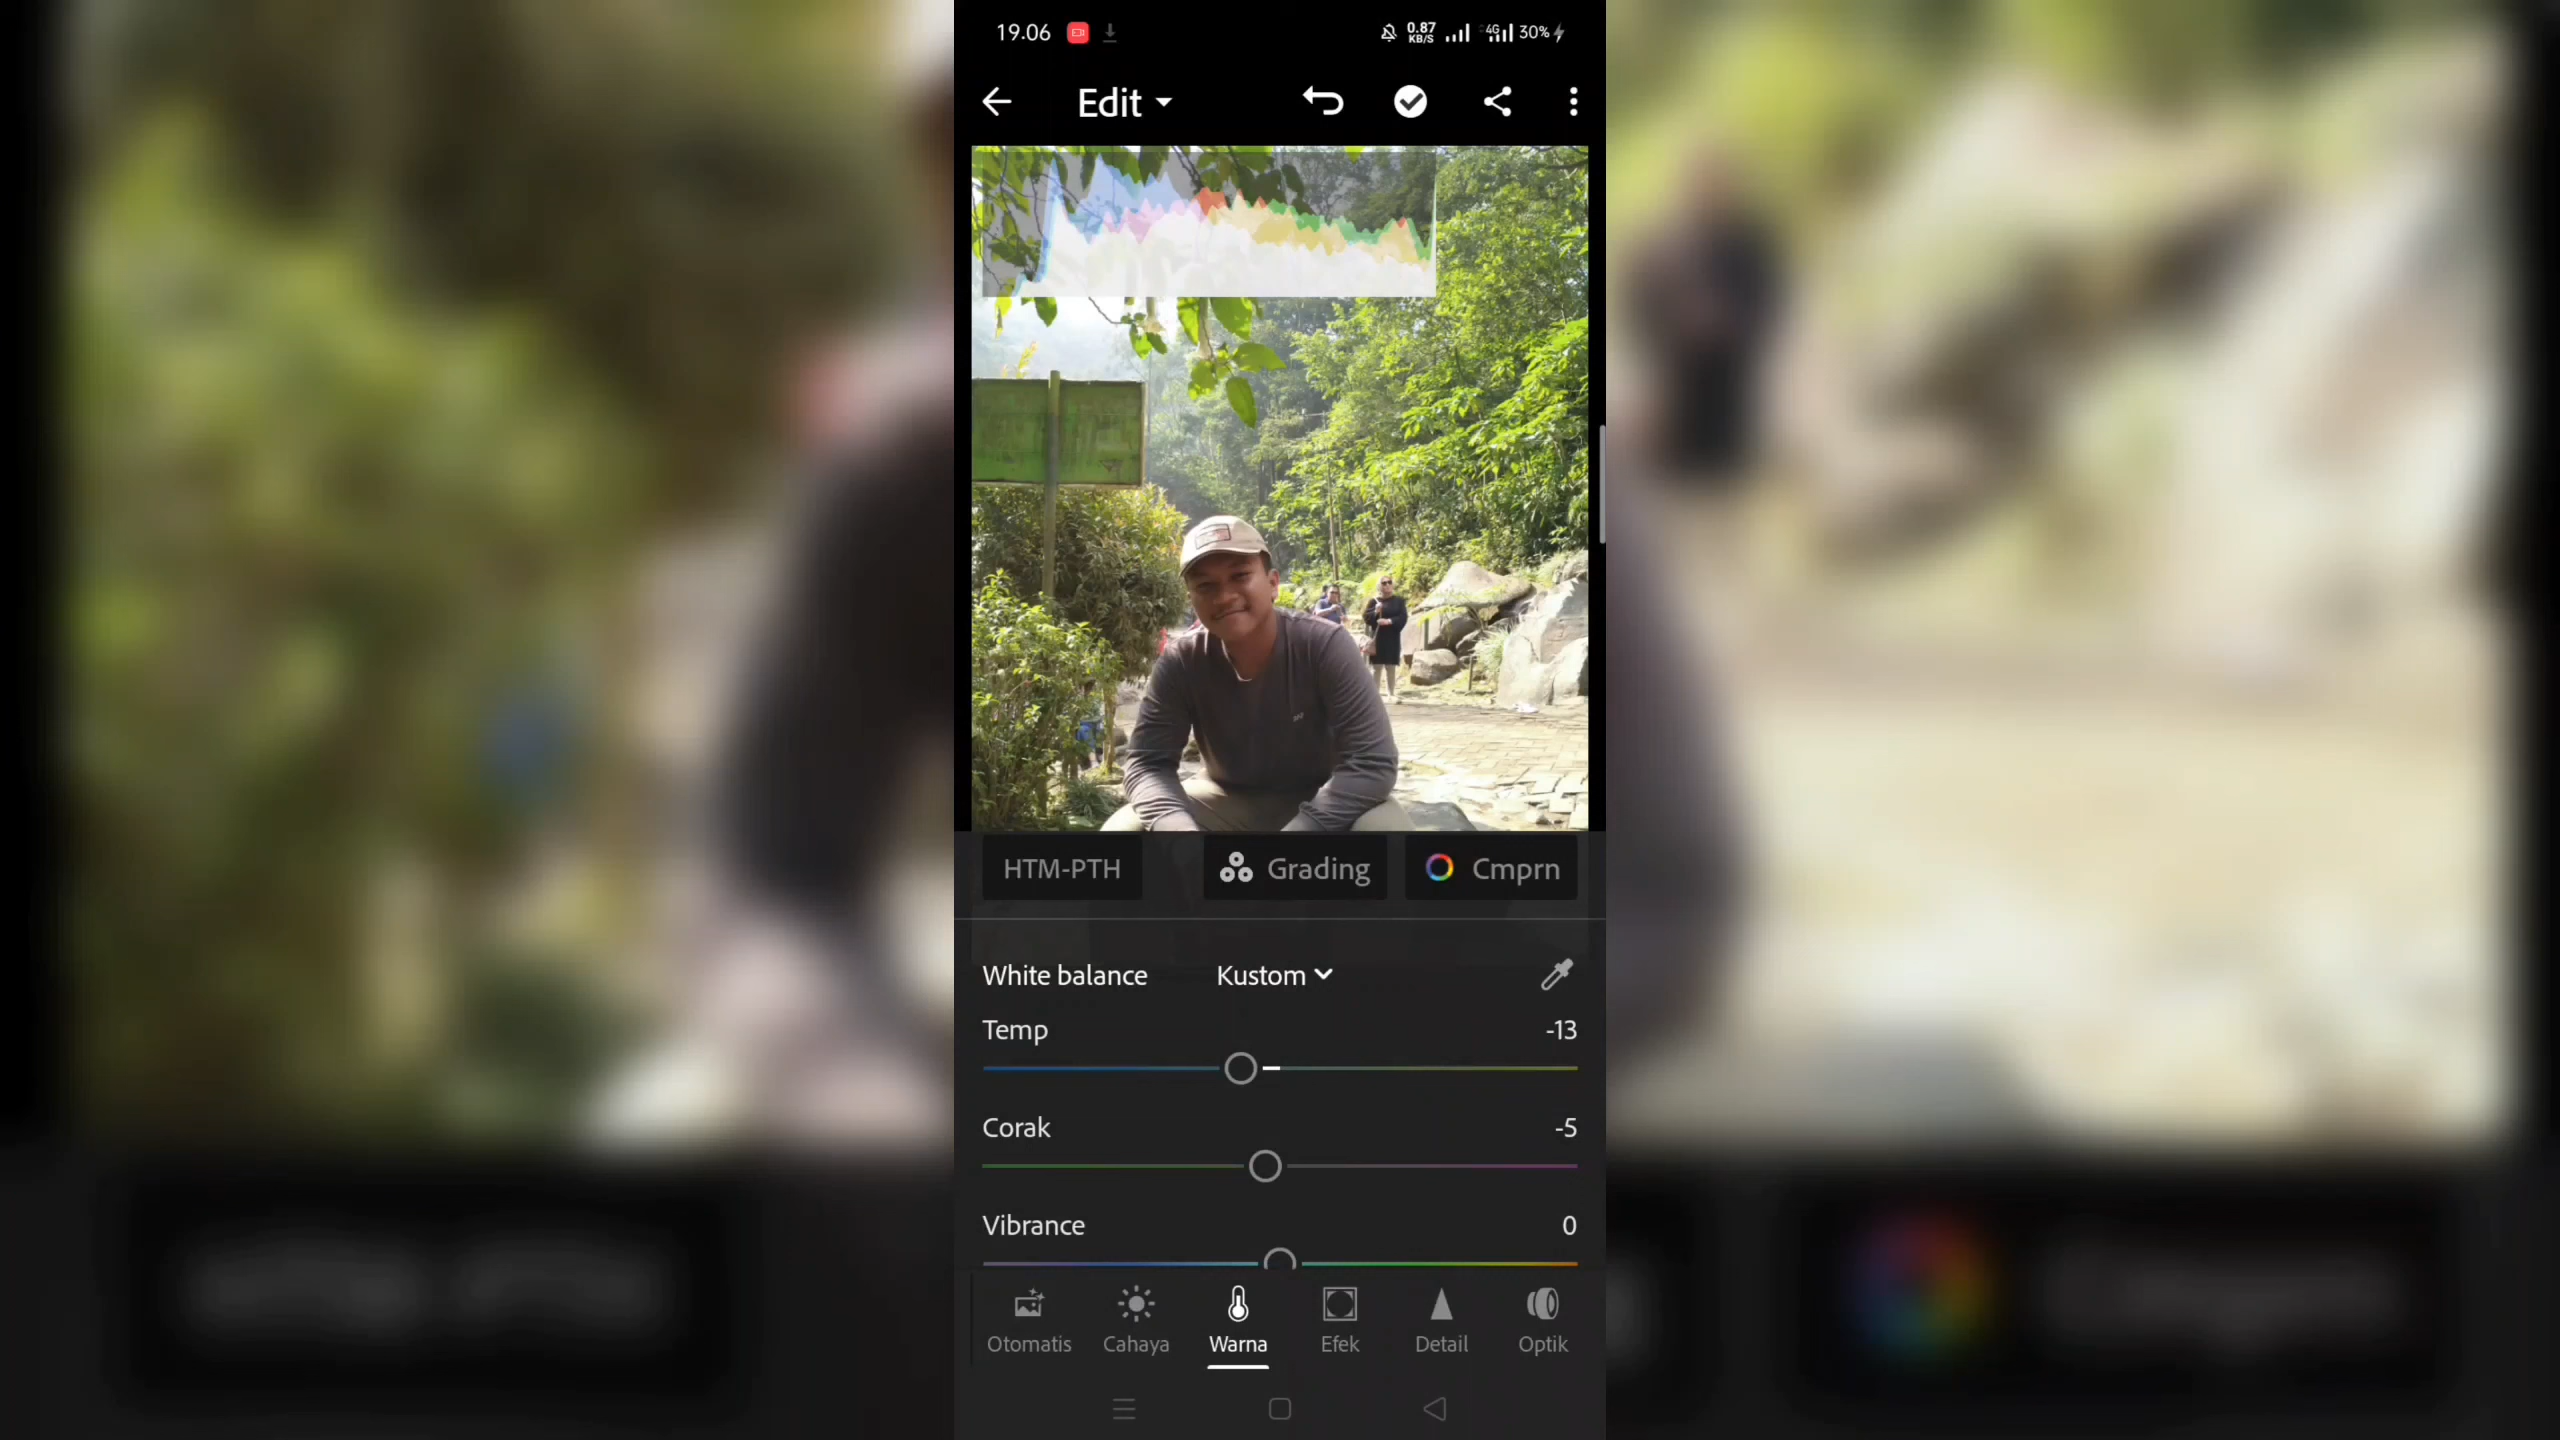 19.06 0.87 KB/S 4G 30%
Edit
HTM-PTH Grading Cmprn
White balance Kustom
Temp -13
Corak -5
Vibrance 0
Otomatis Cahaya Warna Efek Detail Optik